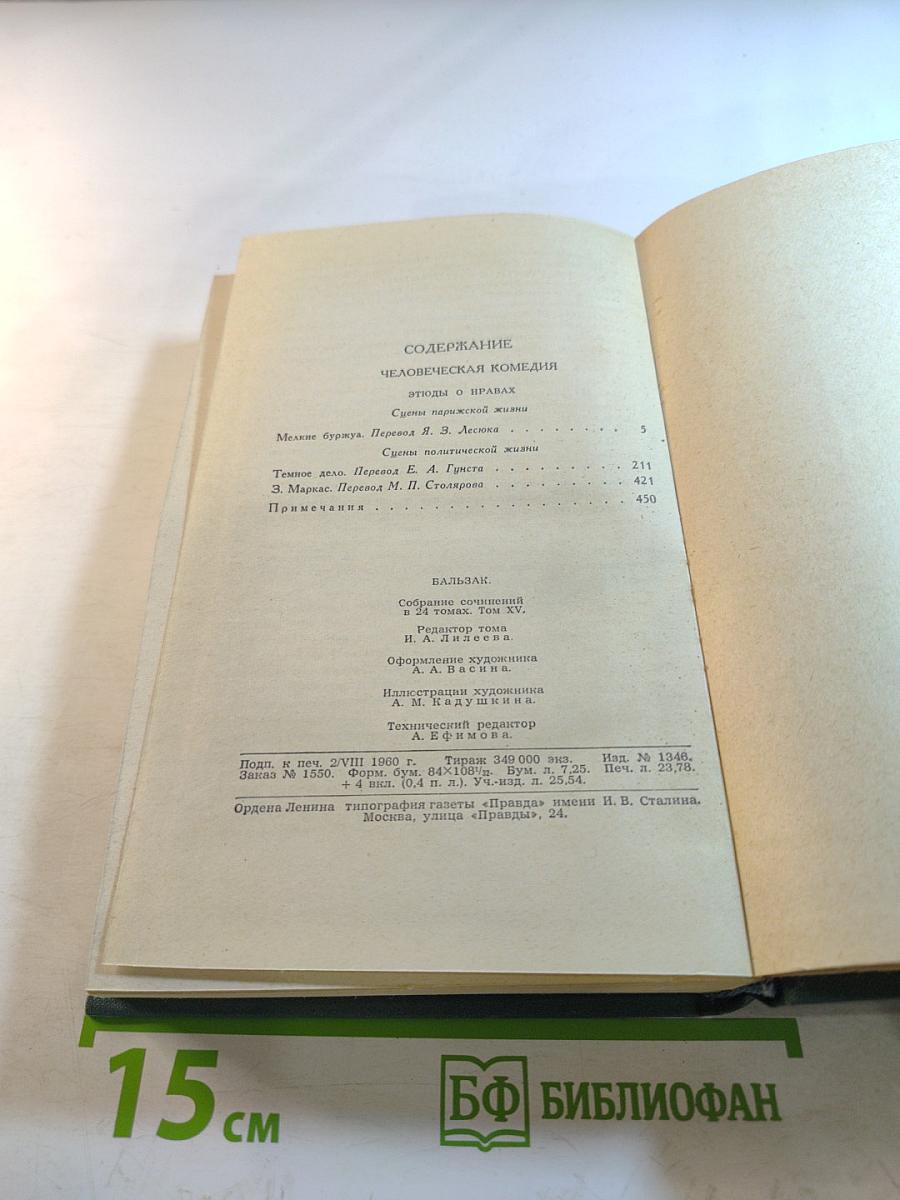 СОДЕРЖАНИЕ
ЧЕЛОВЕЧЕСКАЯ КОМЕДИЯ
ЭТЮДЫ О НРАВАХ
Сцены парижской жизни
Мелкие буржуа. Перевод Я. З. Лесюка . . . . . . . . 5
Сцены политической жизни
Темное дело. Перевод Е. А. Гунста . . . . . . . . . 211
З. Маркас. Перевод М. П. Столярова . . . . . . . . . 421
Примечания . . . . . . . . . . . . . . . . . 450
БАЛЬЗАК.
Собрание сочинений
в 24 томах. Том XV.
Редактор тома
И. А. Лилеева.
Оформление художника
А. А. Васина.
Иллюстрации художника
А. М. Кадушкина.
Технический редактор
А. Ефимова.
Подп. к печ. 2/VIII 1960 г. Тираж 349 000 экз. Изд. № 1346.
Заказ № 1550. Форм. бум. 84×108¹/₃₂. Бум. л. 7,25. Печ. л. 23,78.
+ 4 вкл. (0,4 п. л.). Уч.-изд. л. 25,54.
Ордена Ленина типография газеты «Правда» имени И. В. Сталина.
Москва, улица «Правды», 24.
15 см
БФ БИБЛИОФАН